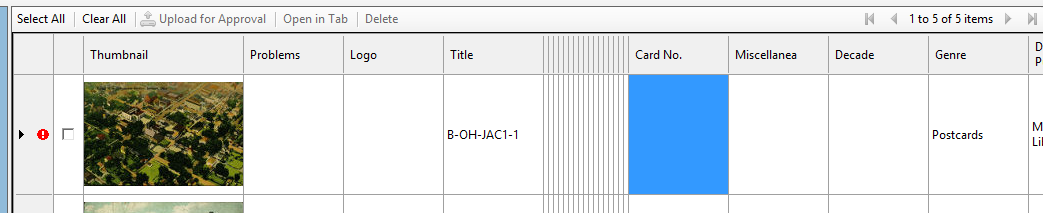 Select All Clear All Upload for Approval Open in Tab Delete 1 to 5 of 5 items
Thumbnail Problems Logo Title Card No. Miscellanea Decade Genre D
P
B-OH-JAC1-1 Postcards M
Lil